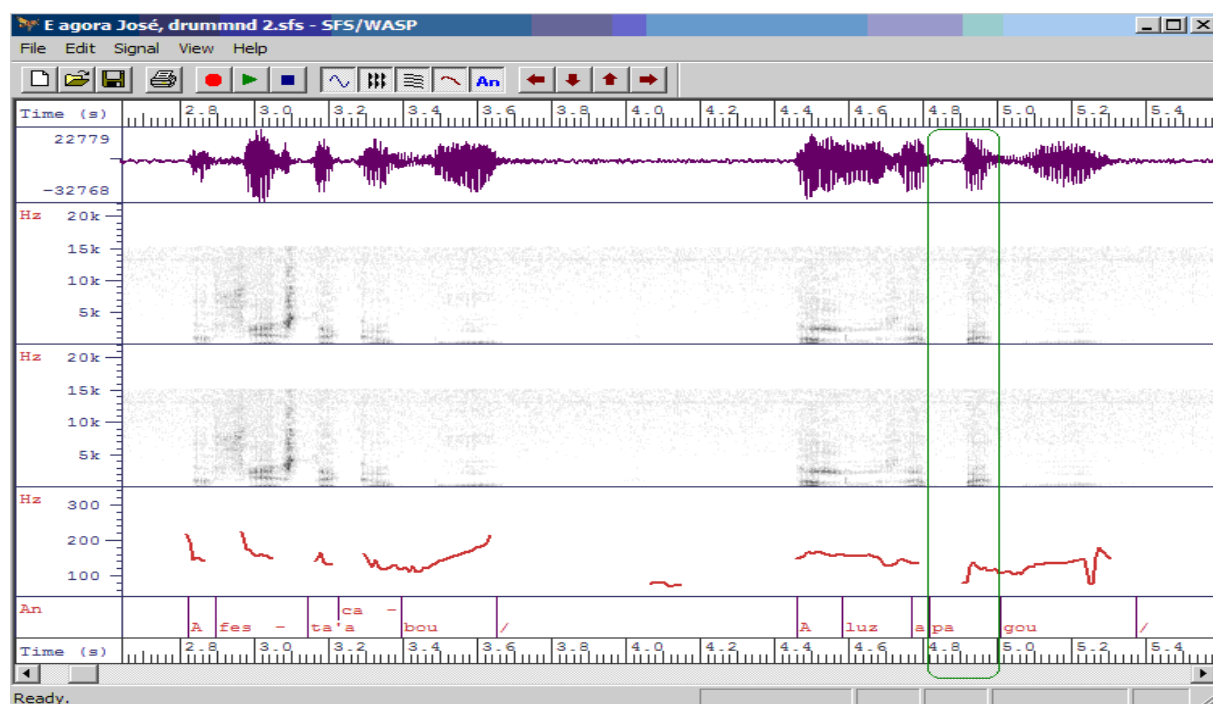 E agora José, drummnd 2.sfs - SFS/WASP
File Edit Signal View Help
An
Time (s) 2.8 3.0 3.2 3.4 3.6 3.8 4.0 4.2 4.4 4.6 4.8 5.0 5.2 5.4
22779
-32768
Hz 20k
15k
10k
5k
Hz 20k
15k
10k
5k
Hz 300
200
100
An ca -
A fes - ta'a bou / A luz a pa gou /
Time (s) 2.8 3.0 3.2 3.4 3.6 3.8 4.0 4.2 4.4 4.6 4.8 5.0 5.2 5.4
Ready.